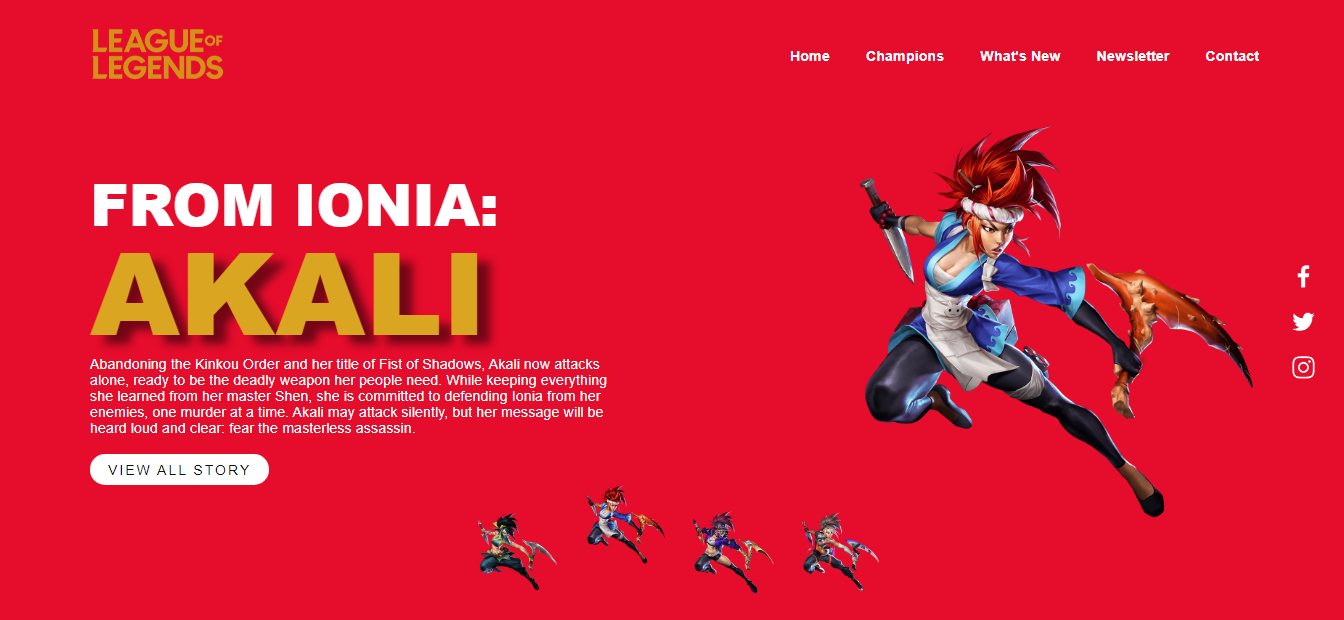 LEAGUE OF
LEGENDS
Home Champions What's New Newsletter Contact
FROM IONIA:
AKALI
Abandoning the Kinkou Order and her title of Fist of Shadows, Akali now attacks
alone, ready to be the deadly weapon her people need. While keeping everything
she learned from her master Shen, she is committed to defending Ionia from her
enemies, one murder at a time. Akali may attack silently, but her message will be
heard loud and clear: fear the masterless assassin.
VIEW ALL STORY